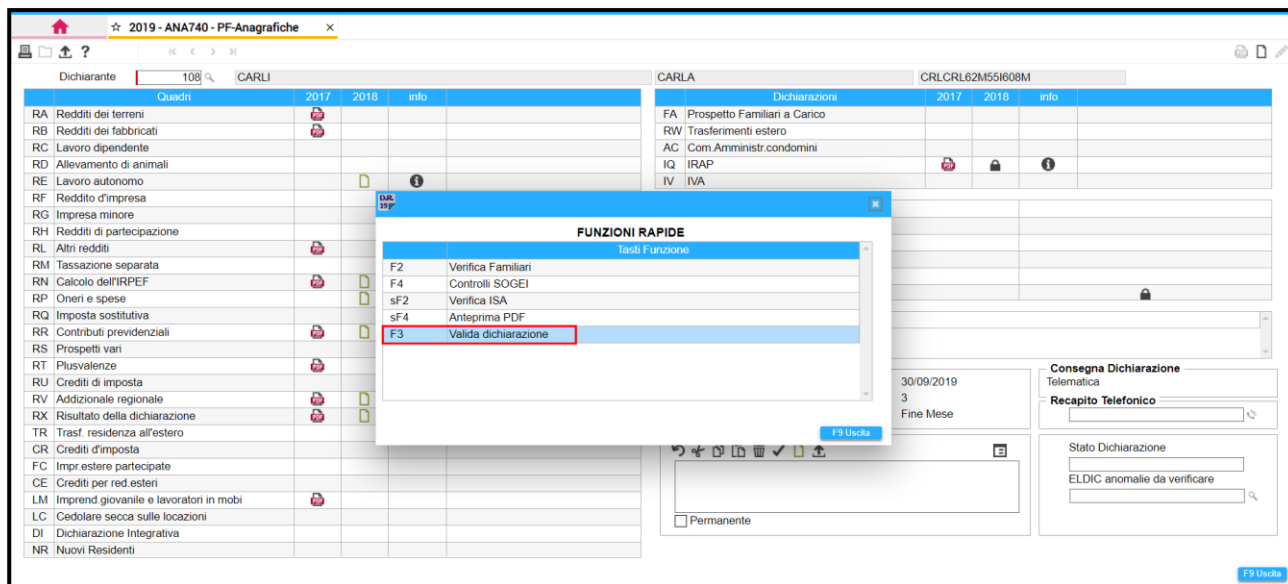 ☆ 2019 - ANA740 - PF-Anagrafiche ×
?
Dichiarante 108 CARLI CARLA CRLCRL62M55I608M
Quadri 2017 2018 info
RA Redditi dei terreni
RB Redditi dei fabbricati
RC Lavoro dipendente
RD Allevamento di animali
RE Lavoro autonomo
RF Reddito d'impresa
RG Impresa minore
RH Redditi di partecipazione
RL Altri redditi
RM Tassazione separata
RN Calcolo dell'IRPEF
RP Oneri e spese
RQ Imposta sostitutiva
RR Contributi previdenziali
RS Prospetti vari
RT Plusvalenze
RU Crediti di imposta
RV Addizionale regionale
RX Risultato della dichiarazione
TR Trasf. residenza all'estero
CR Crediti d'imposta
FC Impr.estere partecipate
CE Crediti per red.esteri
LM Imprend.giovanile e lavoratori in mobi
LC Cedolare secca sulle locazioni
DI Dichiarazione Integrativa
NR Nuovi Residenti
Dichiarazioni 2017 2018 info
FA Prospetto Familiari a Carico
RW Trasferimenti estero
AC Com.Amministr.condomini
IQ IRAP
IV IVA
FUNZIONI RAPIDE
Tasti Funzione
F2 Verifica Familiari
F4 Controlli SOGEI
sF2 Verifica ISA
sF4 Anteprima PDF
F3 Valida dichiarazione
F9 Uscita
30/09/2019
3
Fine Mese
Consegna Dichiarazione
Telematica
Recapito Telefonico
Permanente
Stato Dichiarazione
ELDIC anomalie da verificare
F9 Uscita